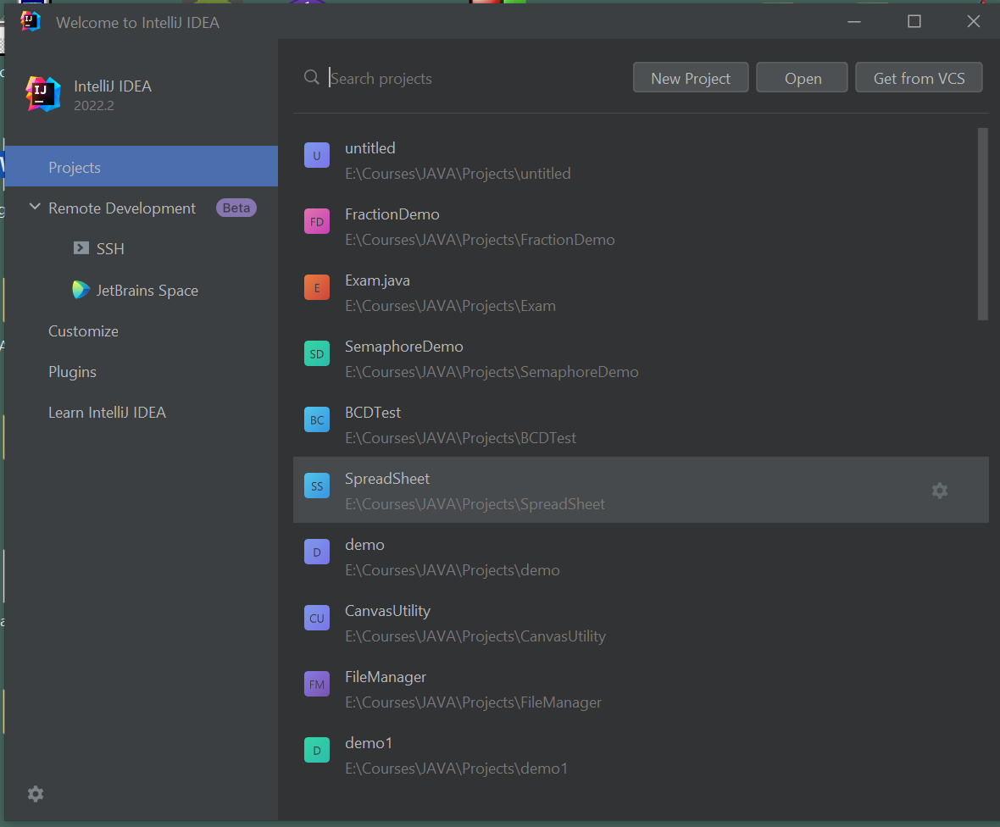 Welcome to IntelliJ IDEA
IJ
IntelliJ IDEA
2022.2
Projects
Remote Development Beta
SSH
JetBrains Space
Customize
Plugins
Learn IntelliJ IDEA
Search projects
New Project
Open
Get from VCS
U
untitled
E:\Courses\JAVA\Projects\untitled
FD
FractionDemo
E:\Courses\JAVA\Projects\FractionDemo
E
Exam.java
E:\Courses\JAVA\Projects\Exam
SD
SemaphoreDemo
E:\Courses\JAVA\Projects\SemaphoreDemo
BC
BCDTest
E:\Courses\JAVA\Projects\BCDTest
SS
SpreadSheet
E:\Courses\JAVA\Projects\SpreadSheet
D
demo
E:\Courses\JAVA\Projects\demo
CU
CanvasUtility
E:\Courses\JAVA\Projects\CanvasUtility
FM
FileManager
E:\Courses\JAVA\Projects\FileManager
D
demo1
E:\Courses\JAVA\Projects\demo1